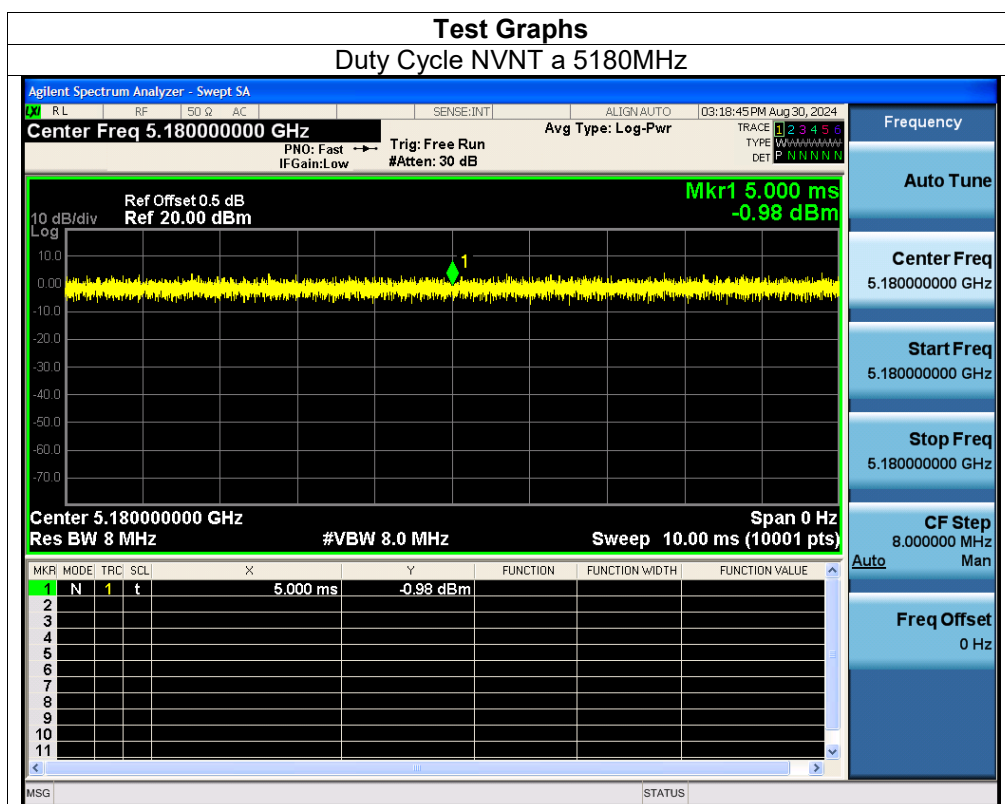 Test Graphs
Duty Cycle NVNT a 5180MHz
Agilent Spectrum Analyzer - Swept SA
LXI RL RF 50 Ω AC SENSE:INT ALIGN AUTO 03:18:45 PM Aug 30, 2024
Center Freq 5.180000000 GHz Avg Type: Log-Pwr TRACE 1 2 3 4 5 6
PNO: Fast Trig: Free Run TYPE
IFGain:Low #Atten: 30 dB DET P N N N N N
Frequency
Auto Tune
Center Freq
5.180000000 GHz
Start Freq
5.180000000 GHz
Stop Freq
5.180000000 GHz
CF Step
8.000000 MHz
Auto Man
Freq Offset
0 Hz
Mkr1 5.000 ms
-0.98 dBm
Ref Offset 0.5 dB
10 dB/div Ref 20.00 dBm
Log
10.0
1
0.00
-10.0
-20.0
-30.0
-40.0
-50.0
-60.0
-70.0
Center 5.180000000 GHz Span 0 Hz
Res BW 8 MHz #VBW 8.0 MHz Sweep 10.00 ms (10001 pts)
MKR MODE TRC SCL X Y FUNCTION FUNCTION WIDTH FUNCTION VALUE
1 N 1 t 5.000 ms -0.98 dBm
2
3
4
5
6
7
8
9
10
11
MSG STATUS